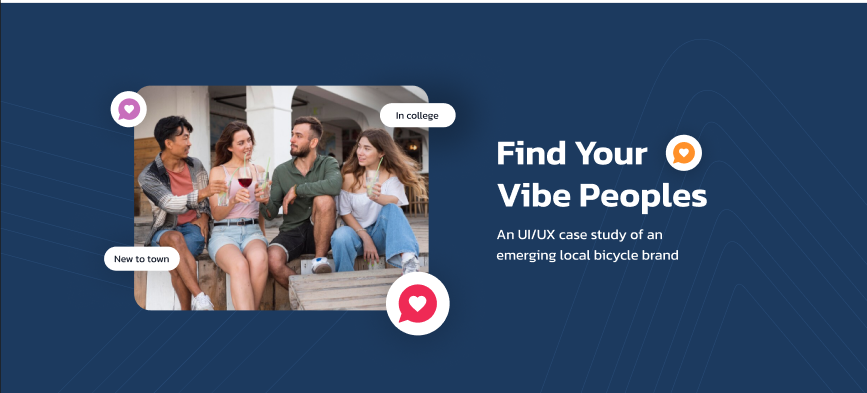 In college
New to town
Find Your
Vibe Peoples
An UI/UX case study of an
emerging local bicycle brand